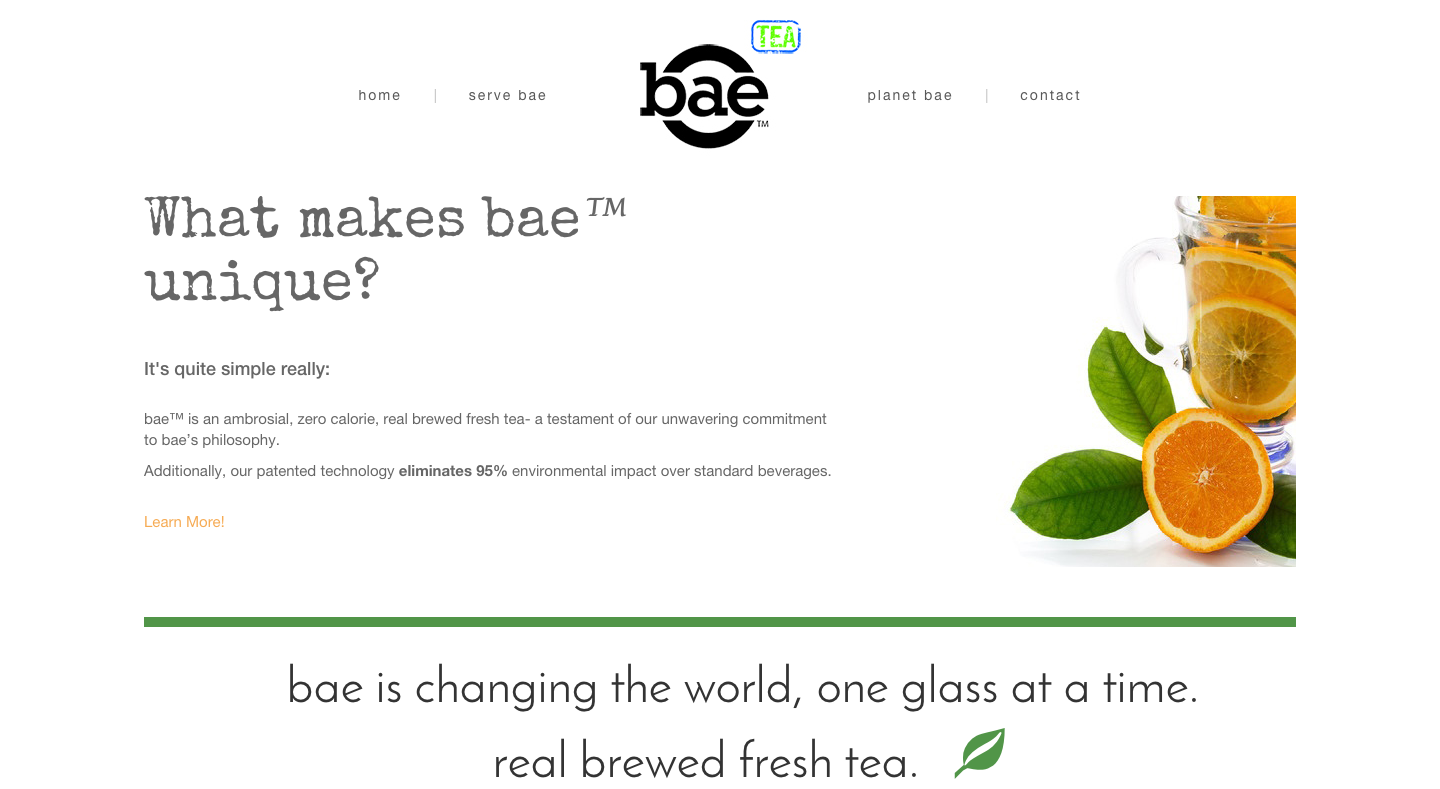 TEA
home | serve bae
bae™
planet bae | contact
What makes bae™
unique?
It's quite simple really:
bae™ is an ambrosial, zero calorie, real brewed fresh tea- a testament of our unwavering commitment
to bae’s philosophy.
Additionally, our patented technology eliminates 95% environmental impact over standard beverages.
Learn More!
bae is changing the world, one glass at a time.
real brewed fresh tea.